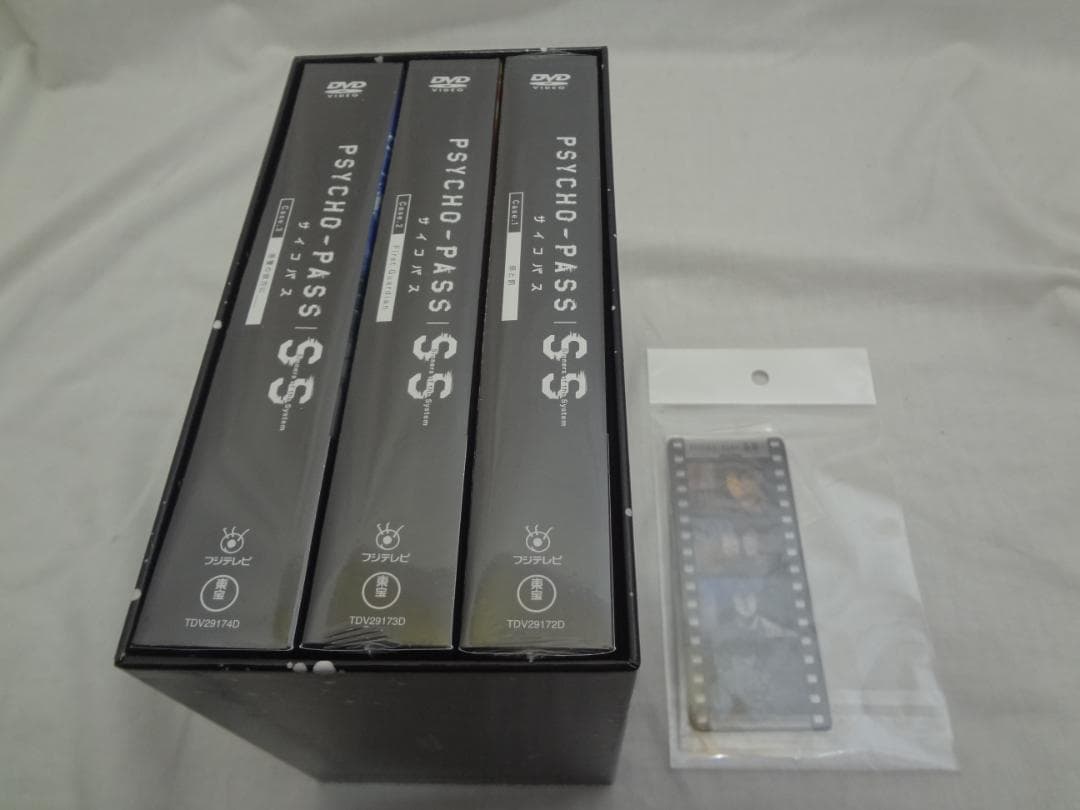 DVD
VIDEO
PSYCHO-PASS
サイコパス
SS
Sinners of the System
Case.3
フジテレビ
東宝
TDV29174D
DVD
VIDEO
PSYCHO-PASS
サイコパス
SS
Sinners of the System
Case.2
First Guardian
フジテレビ
東宝
TDV29173D
DVD
VIDEO
PSYCHO-PASS
サイコパス
SS
Sinners of the System
Case.1
罪と罰
フジテレビ
東宝
TDV29172D